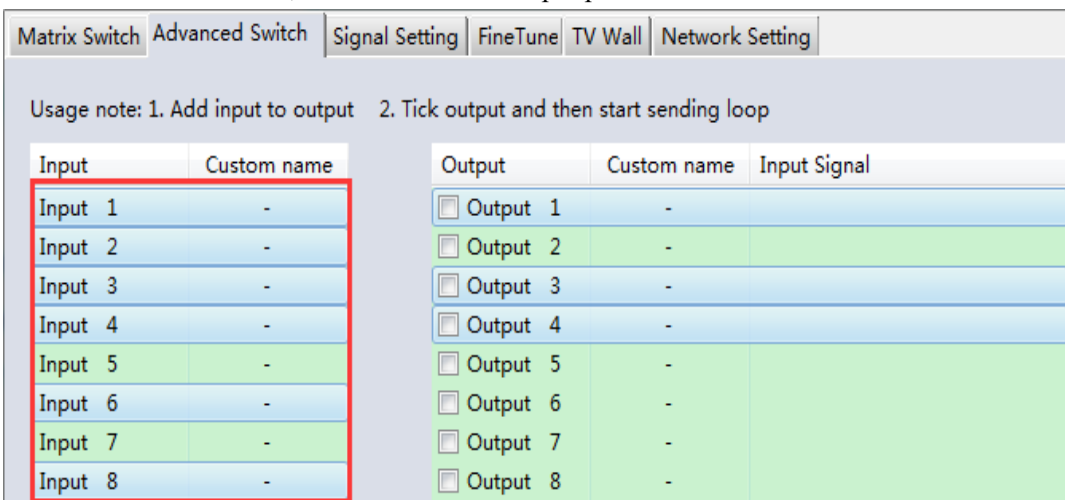 Matrix Switch Advanced Switch Signal Setting FineTune TV Wall Network Setting
Usage note: 1. Add input to output 2. Tick output and then start sending loop
Input Custom name Output Custom name Input Signal
Input 1 - Output 1 -
Input 2 - Output 2 -
Input 3 - Output 3 -
Input 4 - Output 4 -
Input 5 - Output 5 -
Input 6 - Output 6 -
Input 7 - Output 7 -
Input 8 - Output 8 -